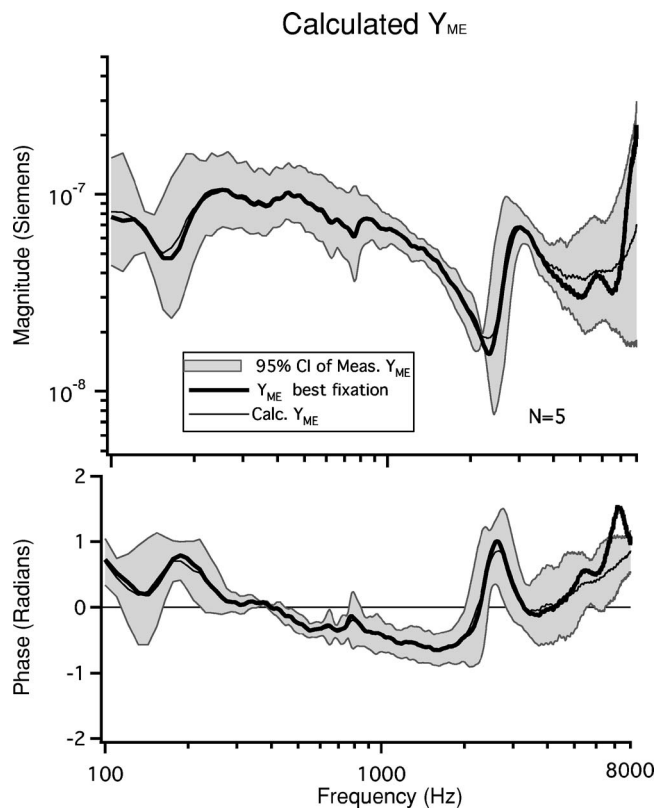 Calculated Y_ME
Magnitude (Siemens)
10^-7
10^-8
95% CI of Meas. Y_ME
Y_ME best fixation
Calc. Y_ME
N=5
Phase (Radians)
2
1
0
-1
-2
100
1000
8000
Frequency (Hz)